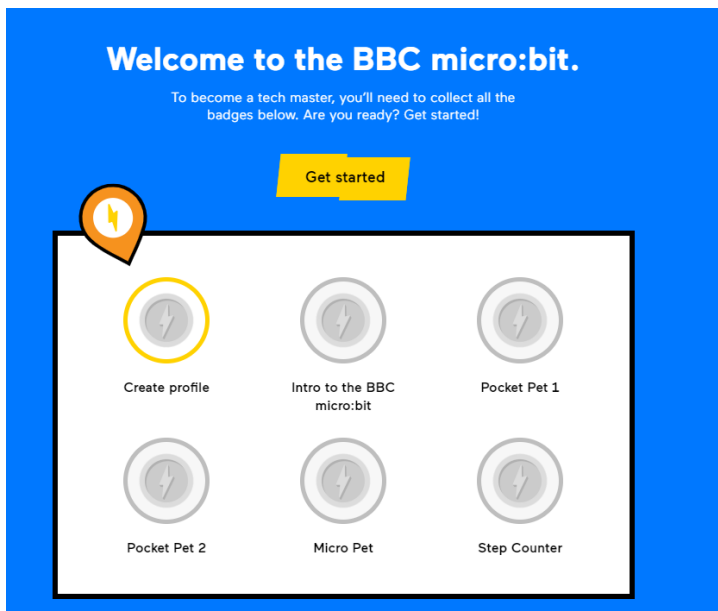 Welcome to the BBC micro:bit.
To become a tech master, you’ll need to collect all the
badges below. Are you ready? Get started!
Get started
Create profile
Intro to the BBC
micro:bit
Pocket Pet 1
Pocket Pet 2
Micro Pet
Step Counter